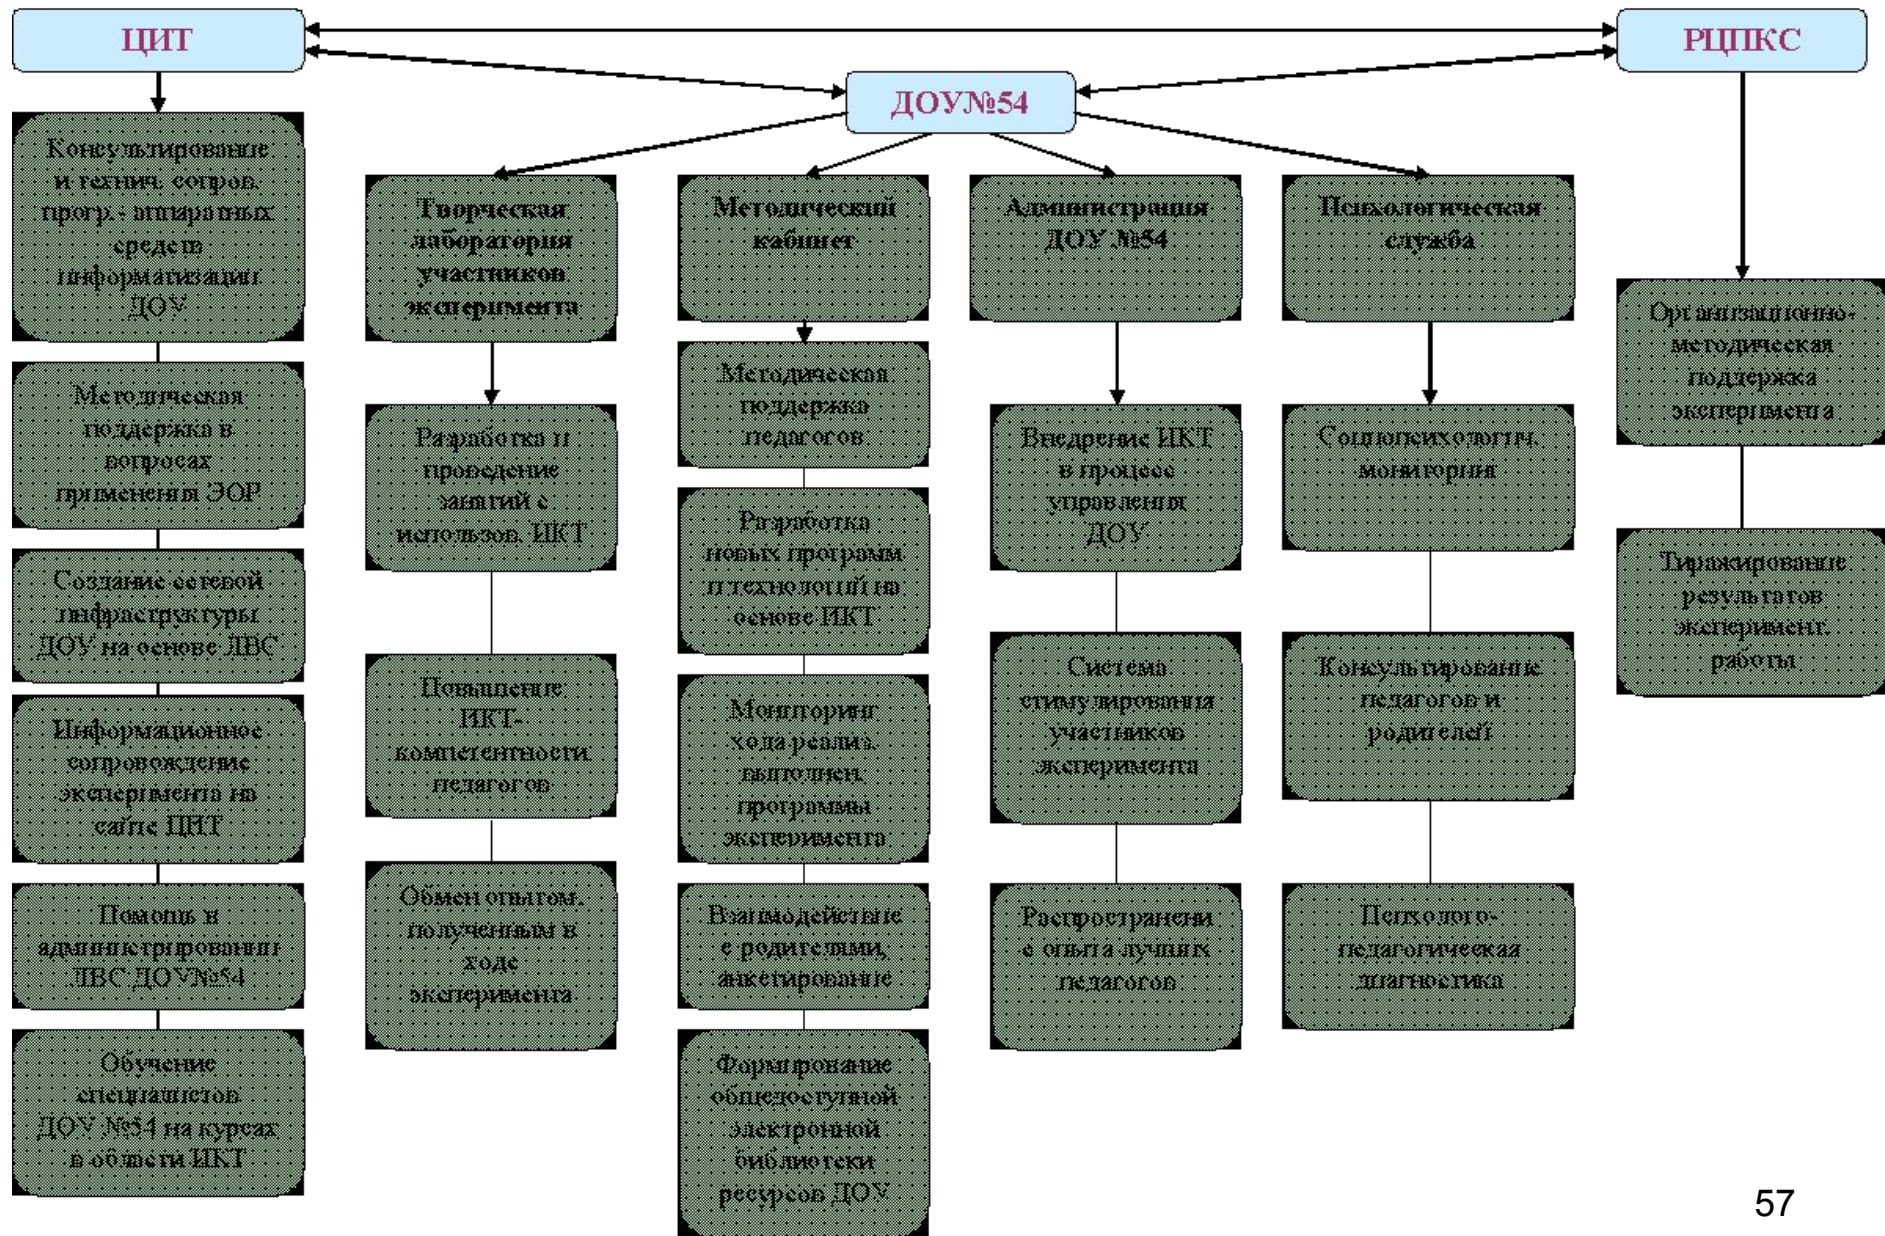 ЦИТ
РЦПКС
ДОУ№54
Консультирование
и технич. сопров.
прогр.- аппаратных
средств
информатизации
ДОУ
Методическая
поддержка в
вопросах
применения ЭОР
Создание сетевой
инфраструктуры
ДОУ на основе ЛВС
Информационное
сопровождение
эксперимента на
сайте ЦИТ
Помощь в
администрировании
ЛВС ДОУ№54
Обучение
специалистов
ДОУ №54 на курсах
в области ИКТ
Творческая
лаборатория
участников
эксперимента
Разработка и
проведение
занятий с
использов. ИКТ
Повышение
ИКТ-
компетентности
педагогов
Обмен опытом,
полученным в
ходе
эксперимента
Методический
кабинет
Методическая
поддержка
педагогов
Разработка
новых программ
и технологий на
основе ИКТ
Мониторинг
хода реализ.
выполнен.
программы
эксперимента
Взаимодействие
с родителями,
анкетирование
Формирование
общедоступной
электронной
библиотеки
ресурсов ДОУ
Администрация
ДОУ №54
Внедрение ИКТ
в процесс
управления
ДОУ
Система
стимулирования
участников
эксперимента
Распространени
е опыта лучших
педагогов
Психологическая
служба
Социопсихологич.
мониторинг
Консультирование
педагогов и
родителей
Психолого-
педагогическая
диагностика
Организационно-
методическая
поддержка
эксперимента
Тиражирование
результатов
эксперимент.
работы
57